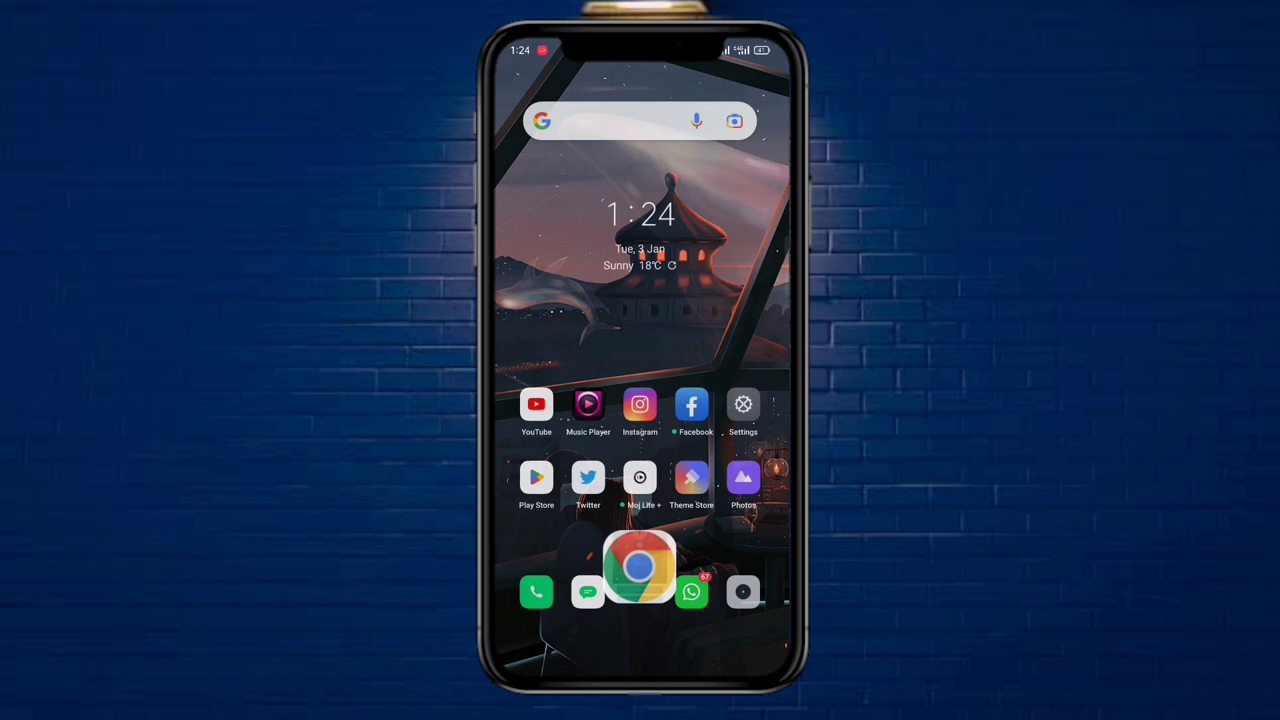 1:24
41
1:24
Tue, 3 Jan
Sunny 18°C
YouTube Music Player Instagram Facebook Settings
Play Store Twitter Moj Lite + Theme Store Photos
67